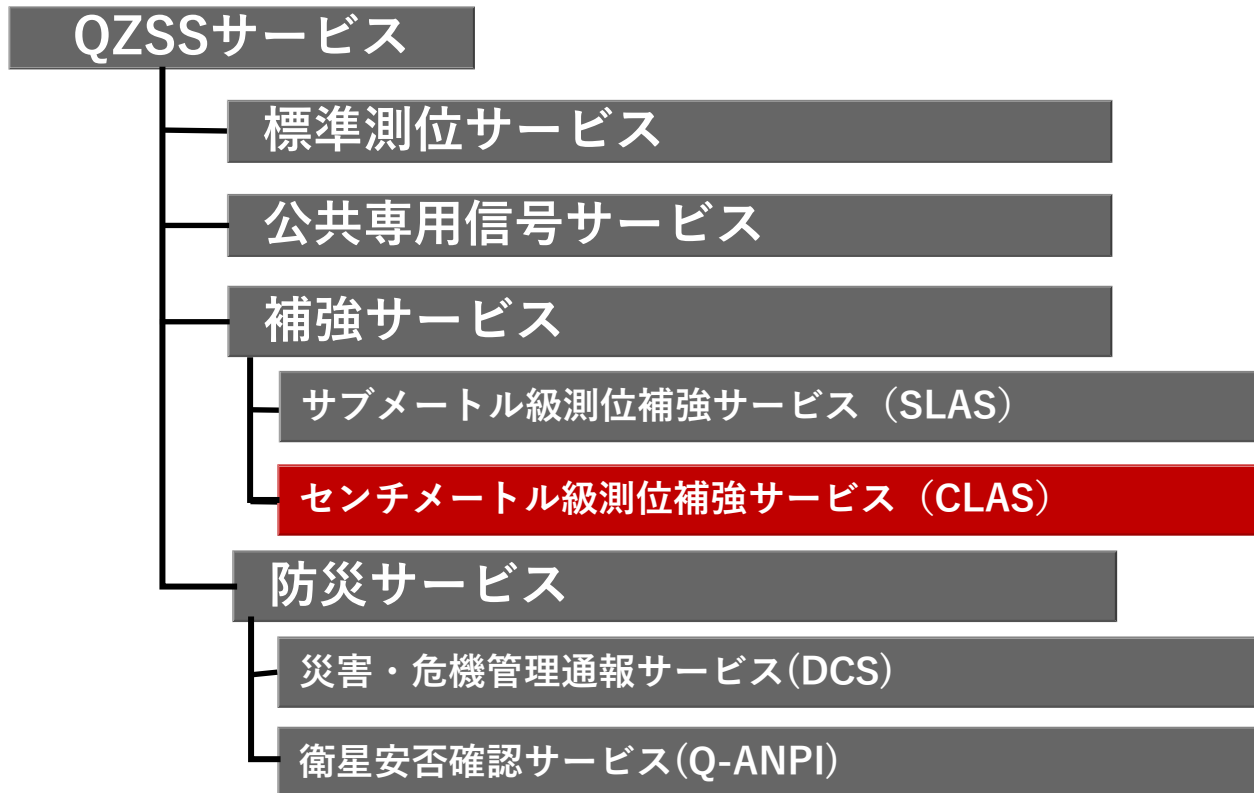 QZSSサービス
標準測位サービス
公共専用信号サービス
補強サービス
サブメートル級測位補強サービス（SLAS）
センチメートル級測位補強サービス（CLAS）
防災サービス
災害・危機管理通報サービス(DCS)
衛星安否確認サービス(Q-ANPI)